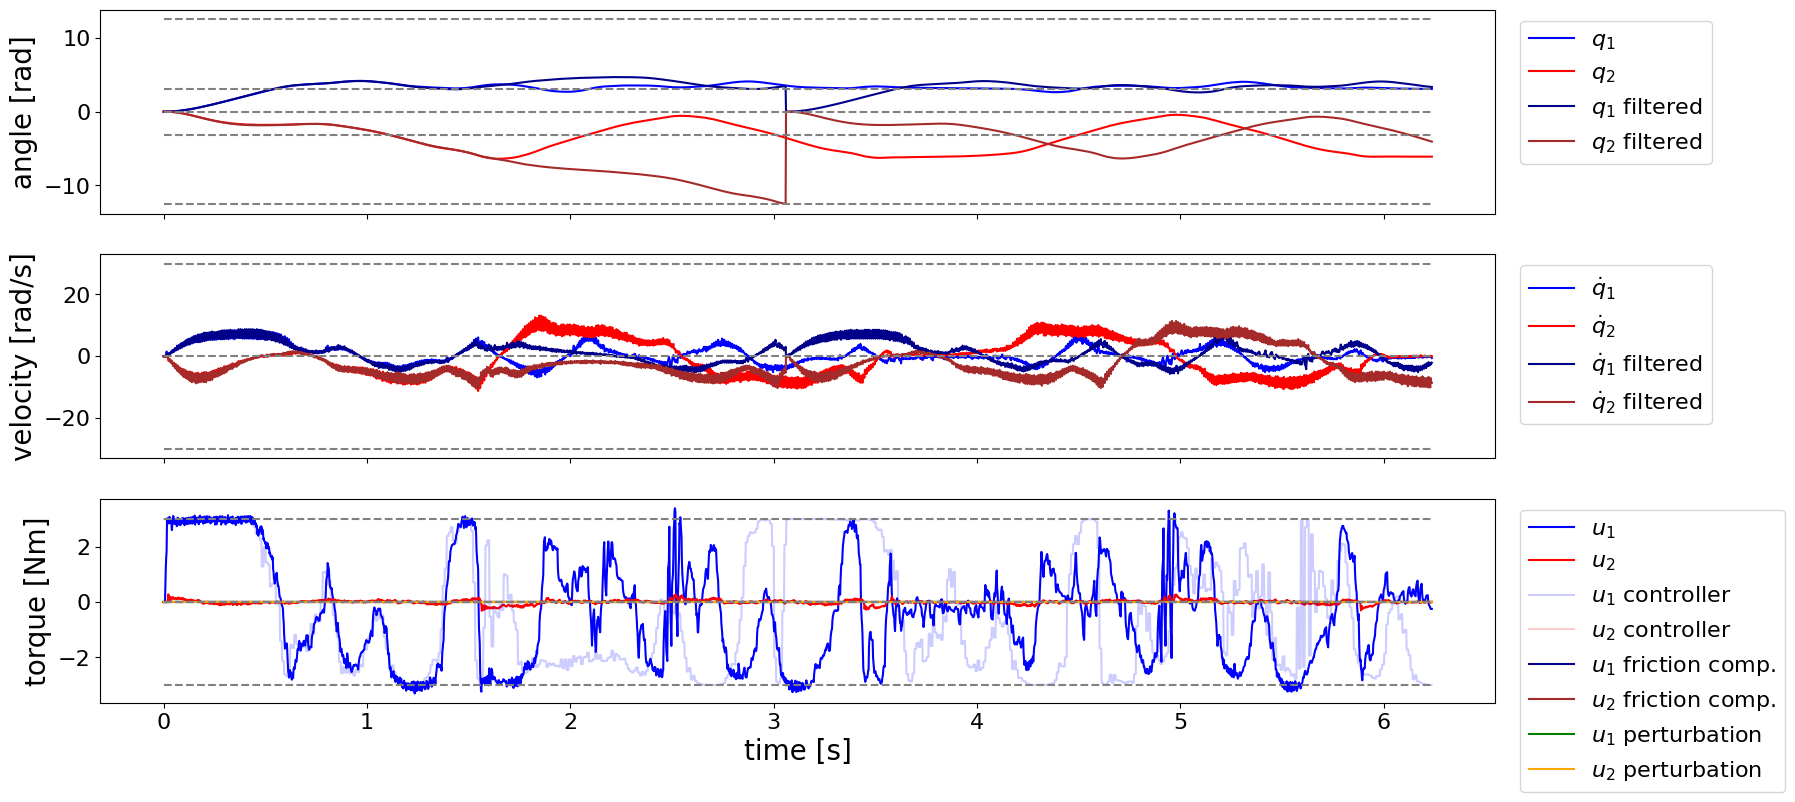 angle [rad]
10
0
−10
q₁
q₂
q₁ filtered
q₂ filtered
velocity [rad/s]
20
0
−20
q̇₁
q̇₂
q̇₁ filtered
q̇₂ filtered
torque [Nm]
2
0
−2
0 1 2 3 4 5 6
time [s]
u₁
u₂
u₁ controller
u₂ controller
u₁ friction comp.
u₂ friction comp.
u₁ perturbation
u₂ perturbation